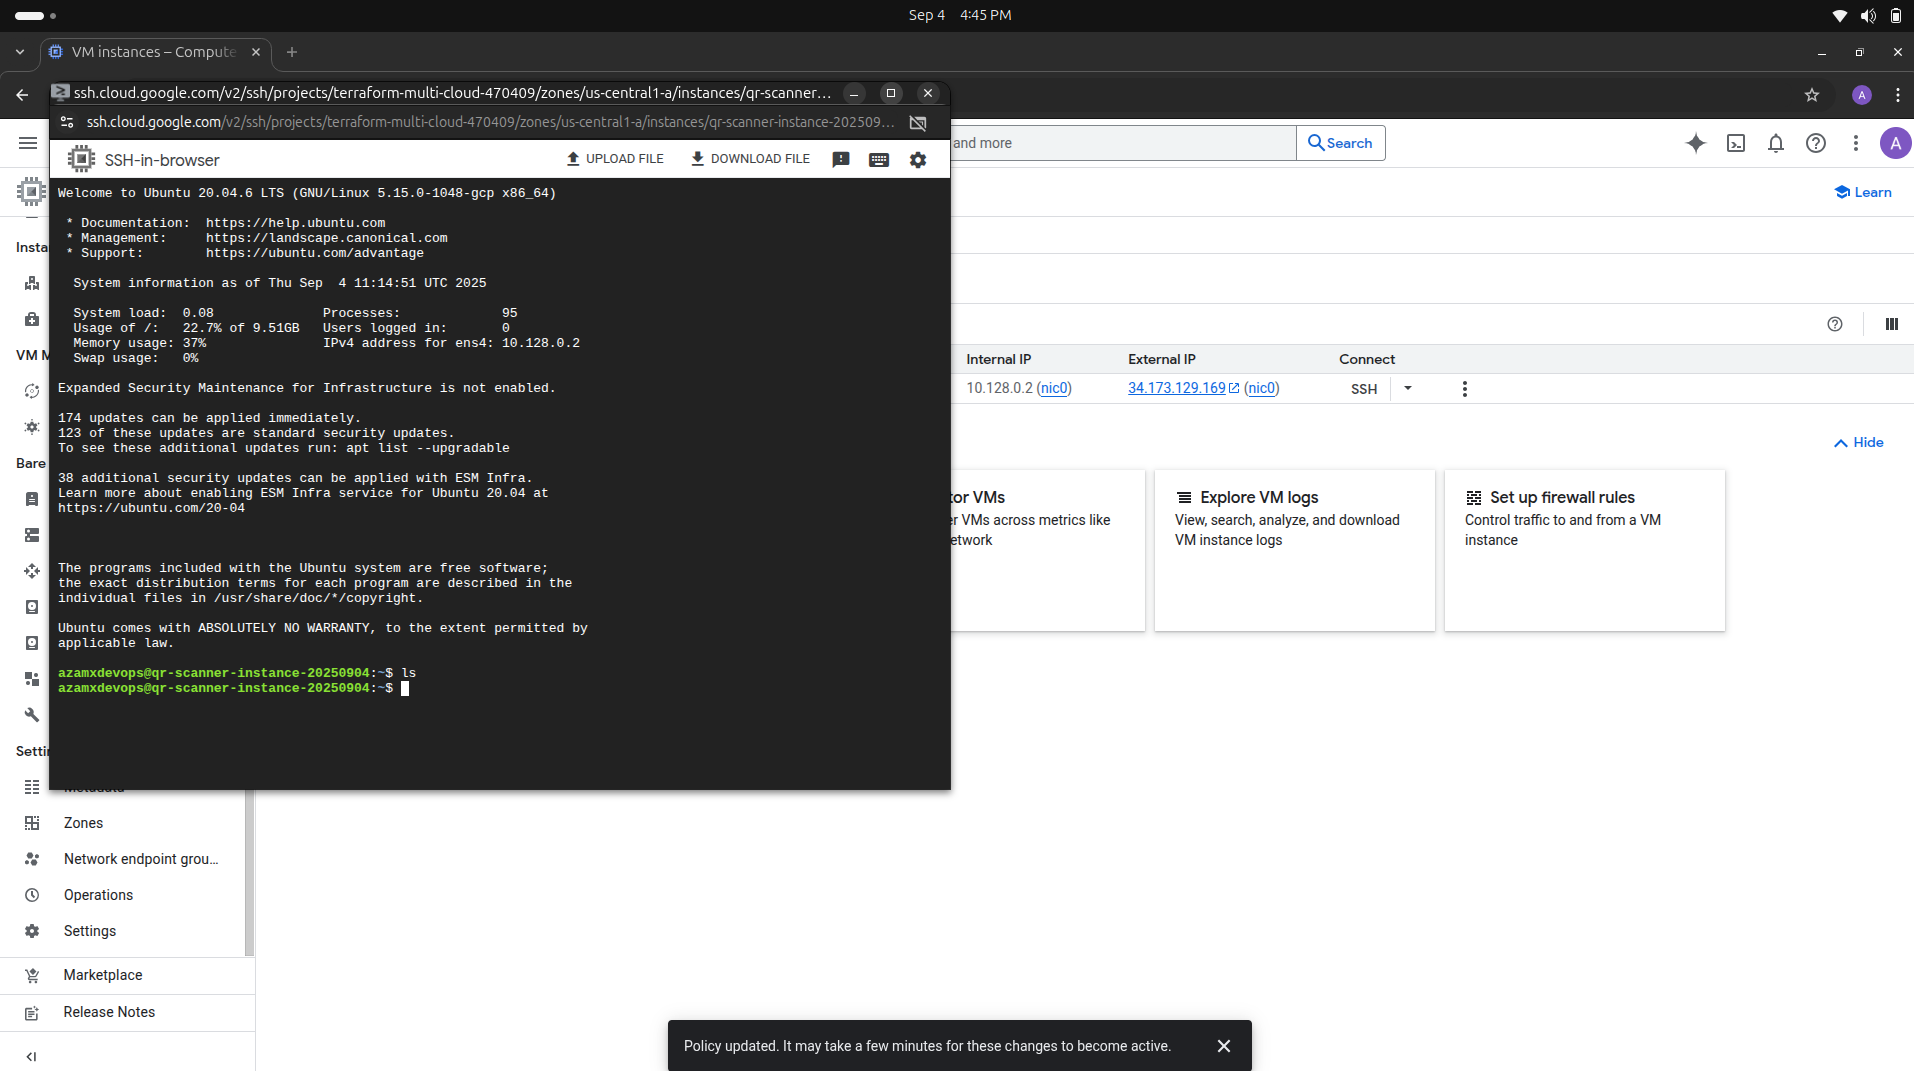 Sep 4 4:45 PM
VM instances – Compute
ssh.cloud.google.com/v2/ssh/projects/terraform-multi-cloud-470409/zones/us-central1-a/instances/qr-scanner...
ssh.cloud.google.com/v2/ssh/projects/terraform-multi-cloud-470409/zones/us-central1-a/instances/qr-scanner-instance-202509...
A
SSH-in-browser
UPLOAD FILE
DOWNLOAD FILE
and more
Search
A
Learn
Welcome to Ubuntu 20.04.6 LTS (GNU/Linux 5.15.0-1048-gcp x86_64)
* Documentation: https://help.ubuntu.com
* Management: https://landscape.canonical.com
* Support: https://ubuntu.com/advantage
System information as of Thu Sep 4 11:14:51 UTC 2025
System load: 0.08 Processes: 95
Usage of /: 22.7% of 9.51GB Users logged in: 0
Memory usage: 37% IPv4 address for ens4: 10.128.0.2
Swap usage: 0%
Expanded Security Maintenance for Infrastructure is not enabled.
174 updates can be applied immediately.
123 of these updates are standard security updates.
To see these additional updates run: apt list --upgradable
38 additional security updates can be applied with ESM Infra.
Learn more about enabling ESM Infra service for Ubuntu 20.04 at
https://ubuntu.com/20-04
The programs included with the Ubuntu system are free software;
the exact distribution terms for each program are described in the
individual files in /usr/share/doc/*/copyright.
Ubuntu comes with ABSOLUTELY NO WARRANTY, to the extent permitted by
applicable law.
azamxdevops@qr-scanner-instance-20250904:~$ ls
azamxdevops@qr-scanner-instance-20250904:~$
Internal IP External IP Connect
10.128.0.2 (nic0) 34.173.129.169 (nic0) SSH
Hide
tor VMs
er VMs across metrics like
etwork
Explore VM logs
View, search, analyze, and download
VM instance logs
Set up firewall rules
Control traffic to and from a VM
instance
Insta
VM M
Bare
Settin
Metadata
Zones
Network endpoint grou...
Operations
Settings
Marketplace
Release Notes
Policy updated. It may take a few minutes for these changes to become active.